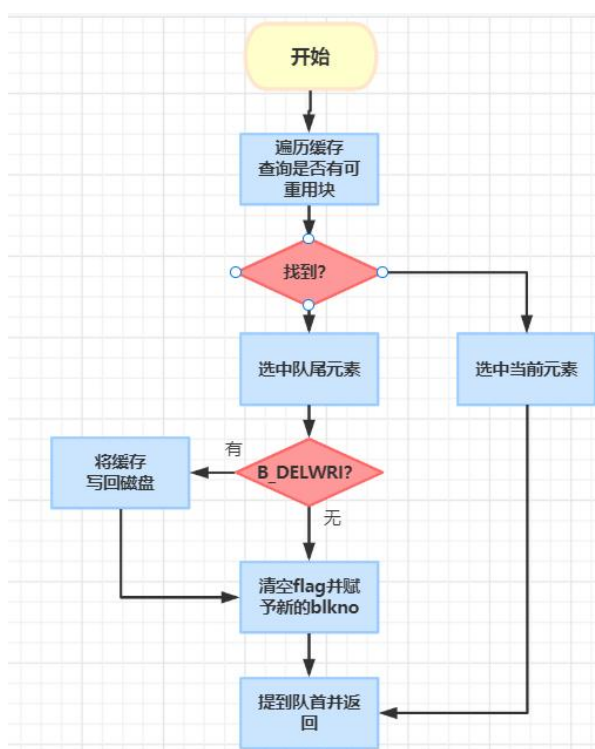 开始
遍历缓存
查询是否有可
重用块
找到?
选中队尾元素
选中当前元素
有
B_DELWRI?
将缓存
写回磁盘
无
清空flag并赋
予新的blkno
提到队首并返
回